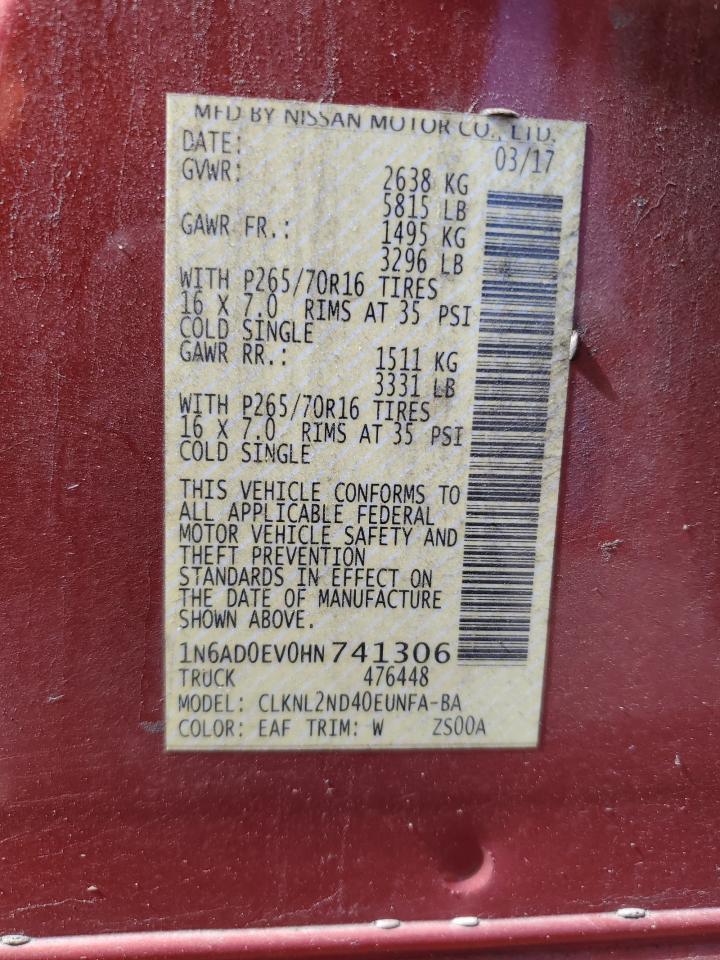 MFD BY NISSAN MOTOR CO., LTD.
DATE: 03/17
GVWR: 2638 KG
5815 LB
GAWR FR.: 1495 KG
3296 LB
WITH P265/70R16 TIRES
16 X 7.0 RIMS AT 35 PSI
COLD SINGLE
GAWR RR.: 1511 KG
3331 LB
WITH P265/70R16 TIRES
16 X 7.0 RIMS AT 35 PSI
COLD SINGLE
THIS VEHICLE CONFORMS TO
ALL APPLICABLE FEDERAL
MOTOR VEHICLE SAFETY AND
THEFT PREVENTION
STANDARDS IN EFFECT ON
THE DATE OF MANUFACTURE
SHOWN ABOVE.
1N6AD0EV0HN741306
TRUCK 476448
MODEL: CLKNL2ND40EUNFA-BA
COLOR: EAF TRIM: W ZS00A